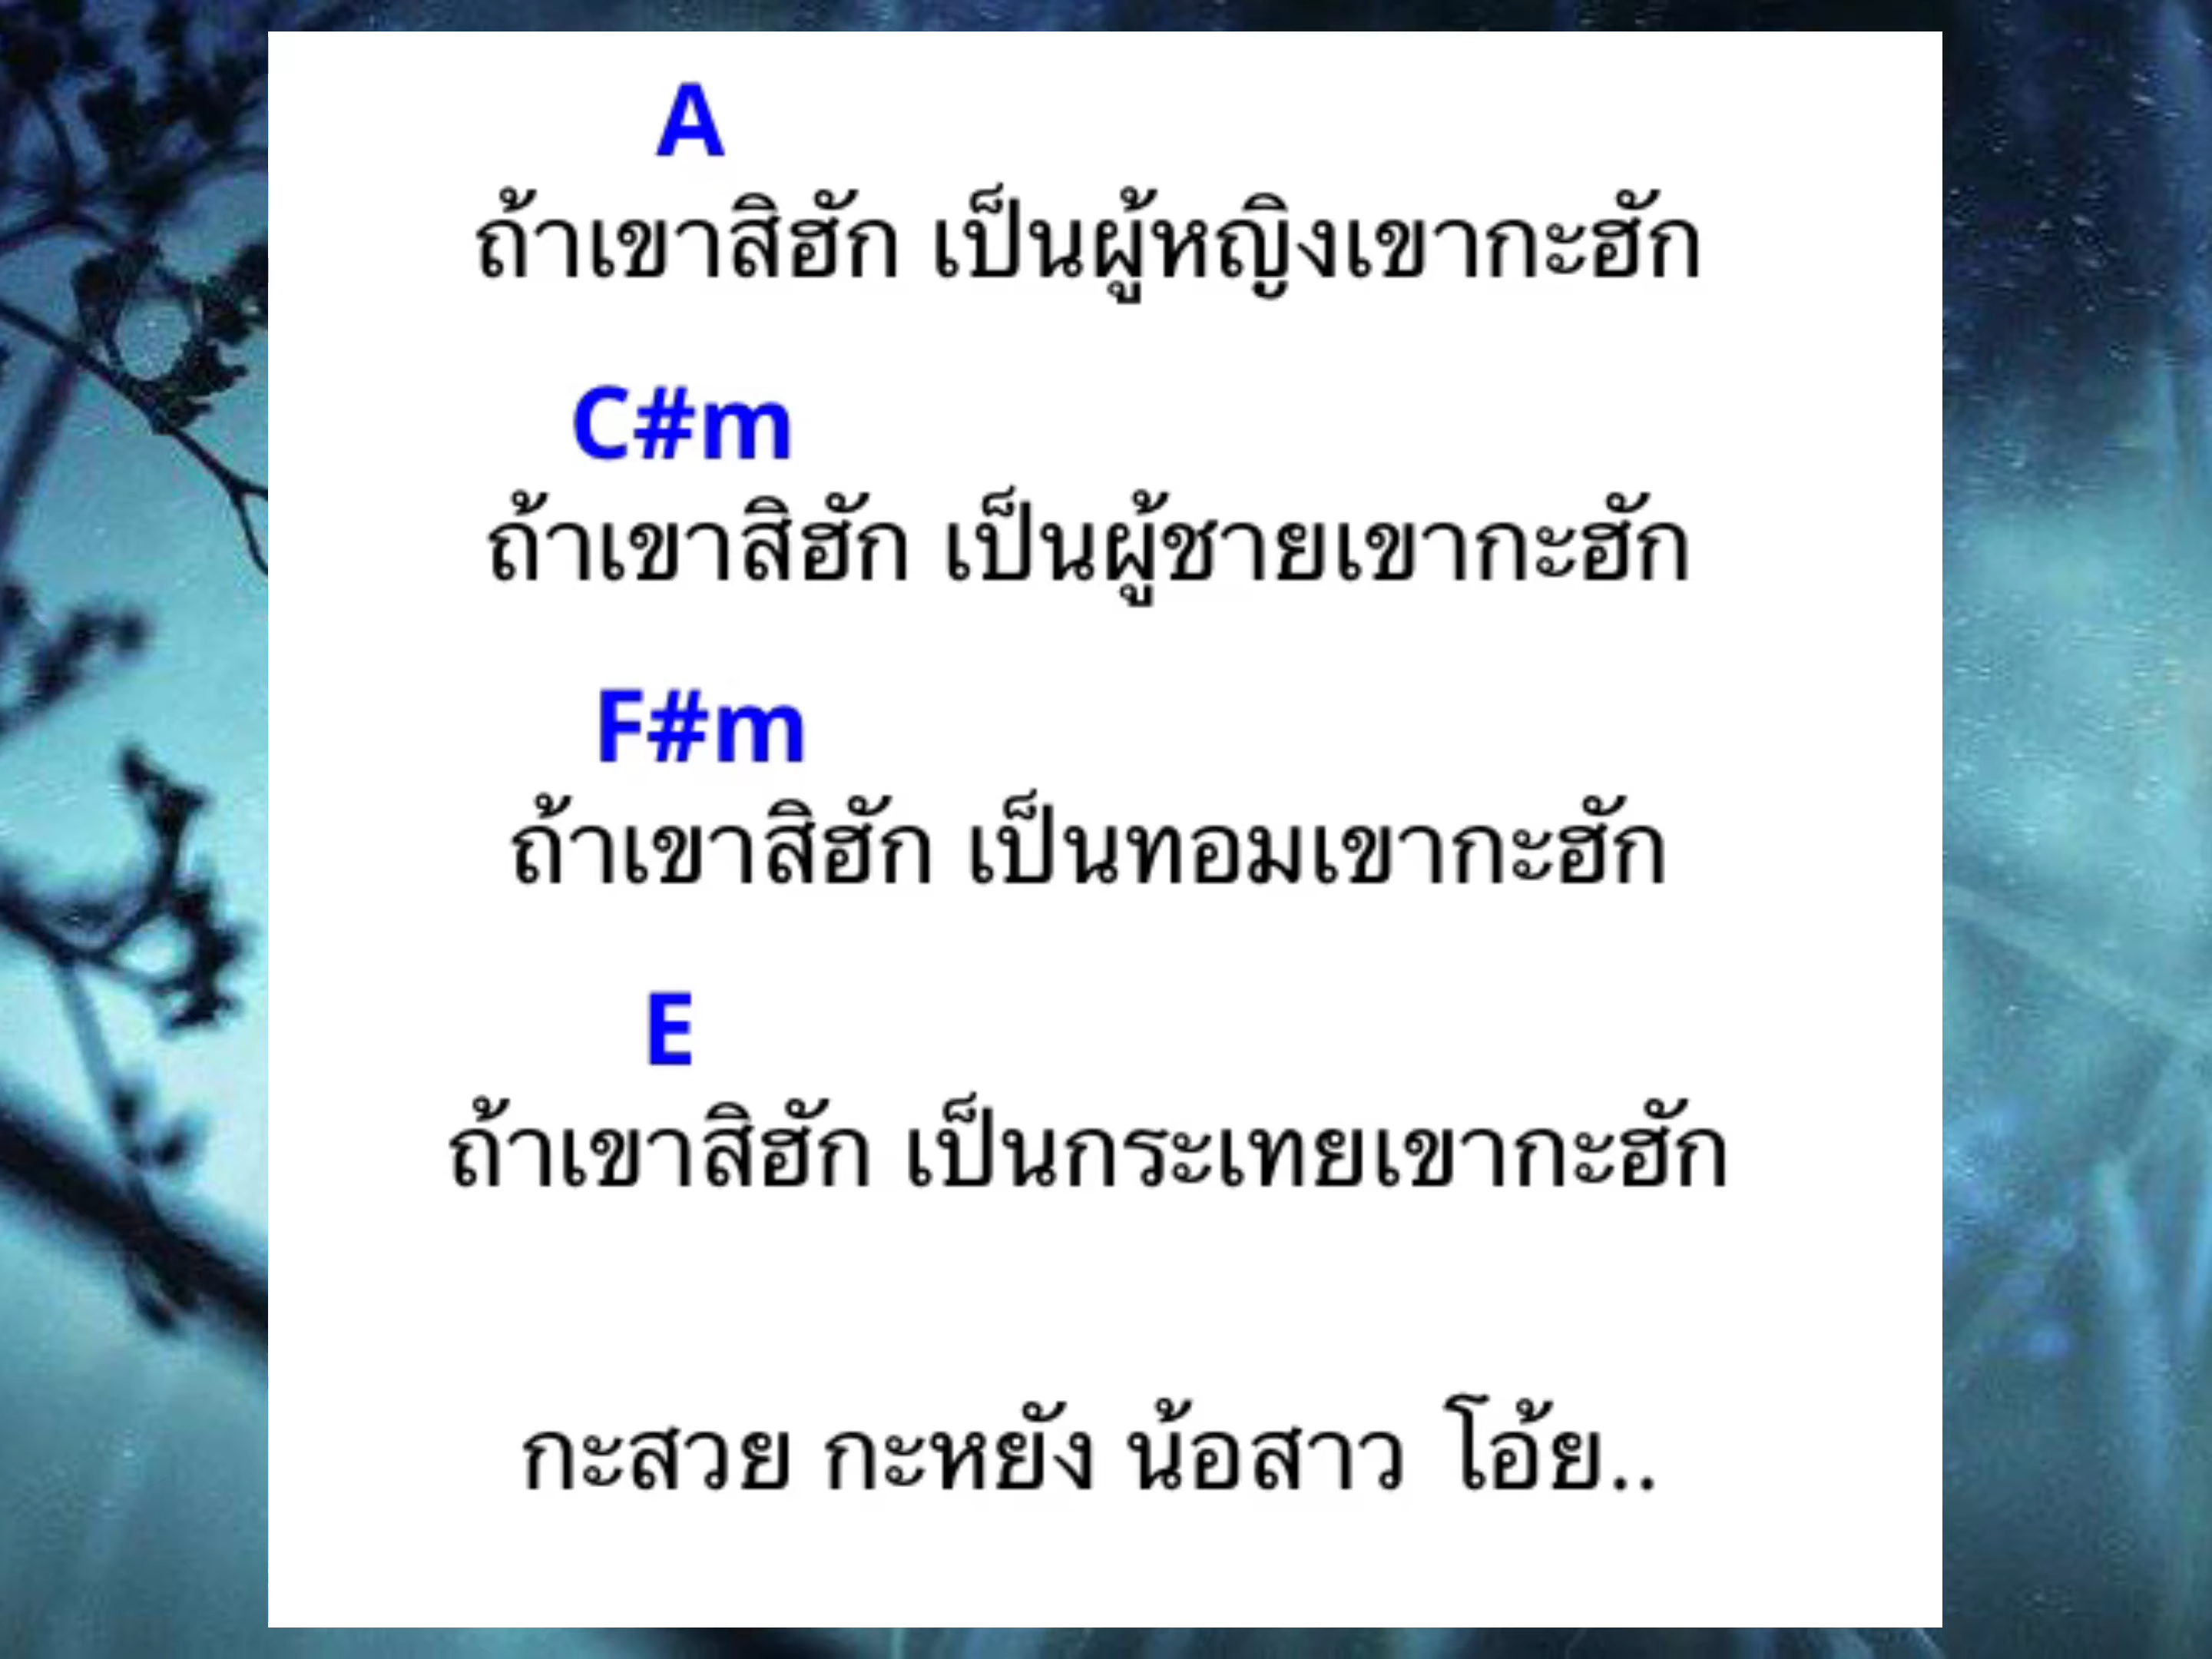 A
ถ้าเขาสิฮัก เป็นผู้หญิงเขากะฮัก
C#m
ถ้าเขาสิฮัก เป็นผู้ชายเขากะฮัก
F#m
ถ้าเขาสิฮัก เป็นทอมเขากะฮัก
E
ถ้าเขาสิฮัก เป็นกระเทยเขากะฮัก
กะสวย กะหยัง น้อสาว โอ้ย..